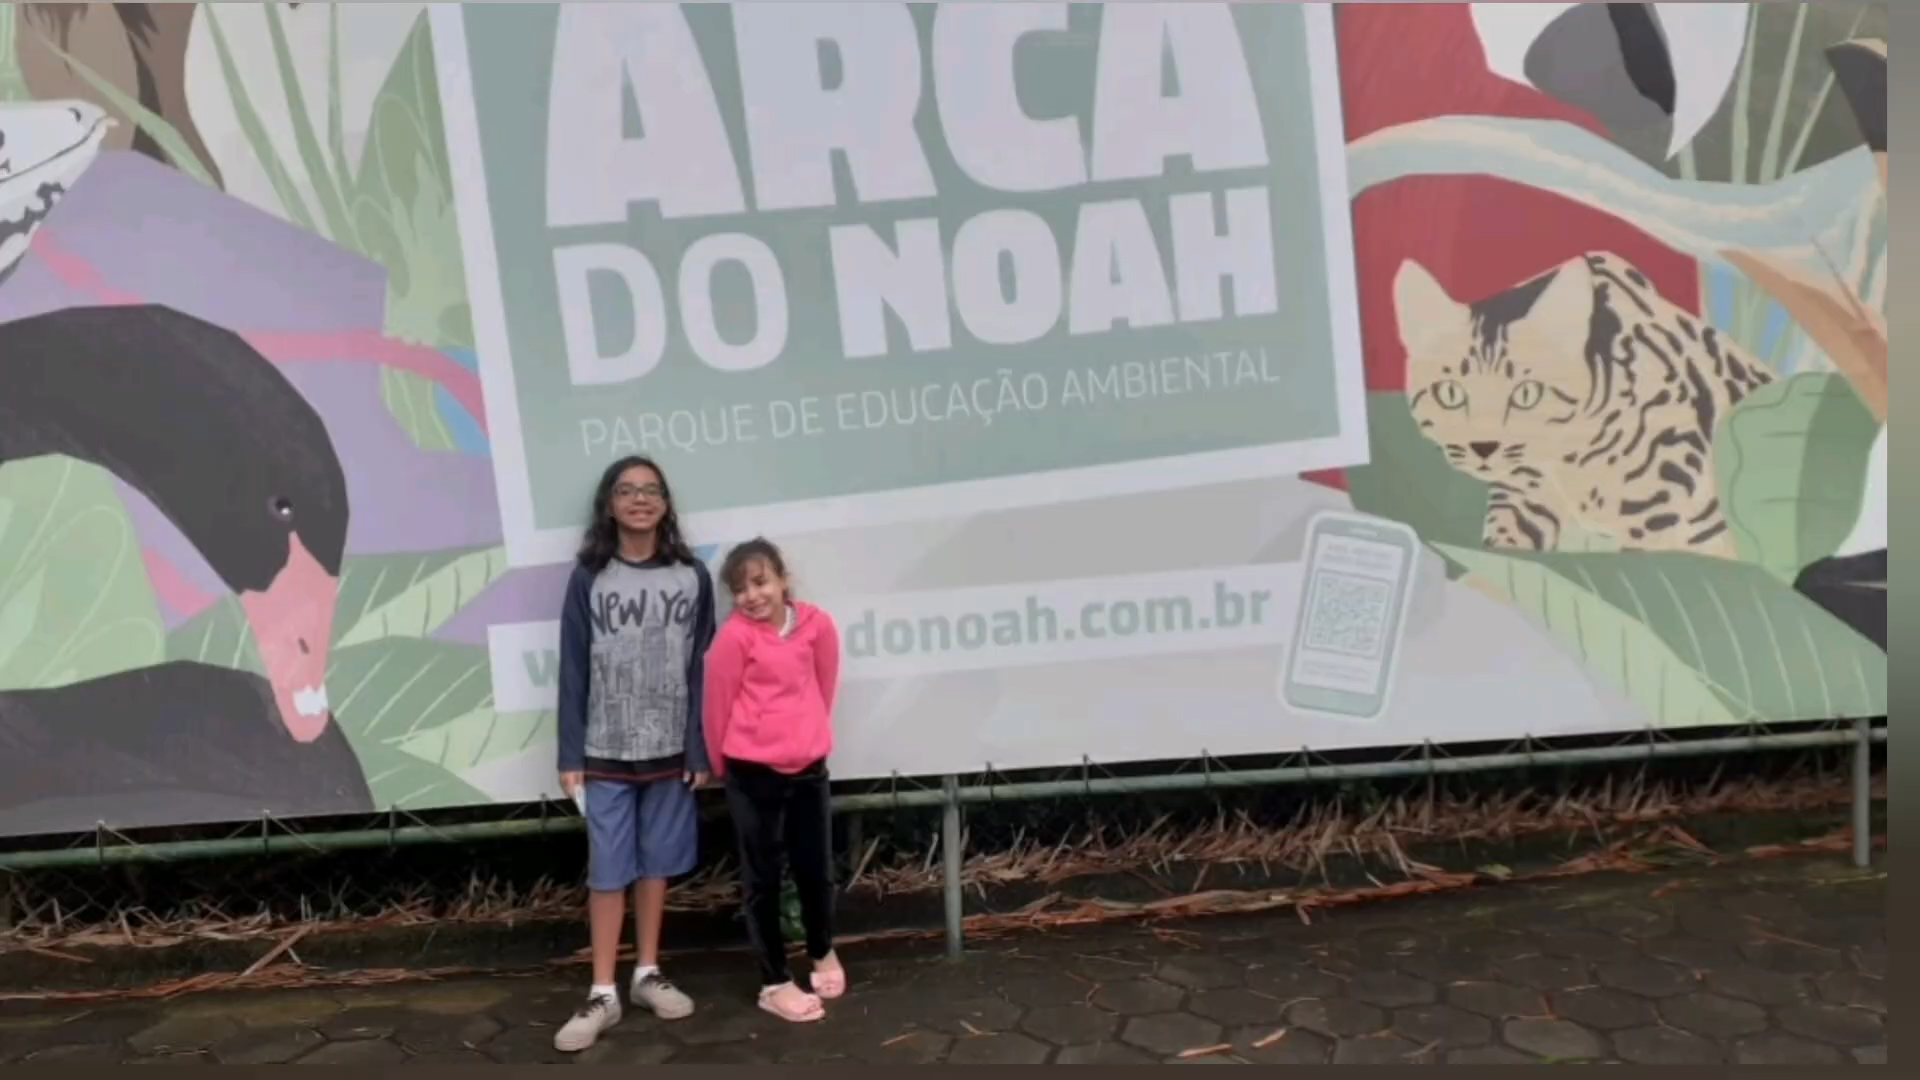 ARCA
DO NOAH
PARQUE DE EDUCAÇÃO AMBIENTAL
w donoah.com.br
New Yo